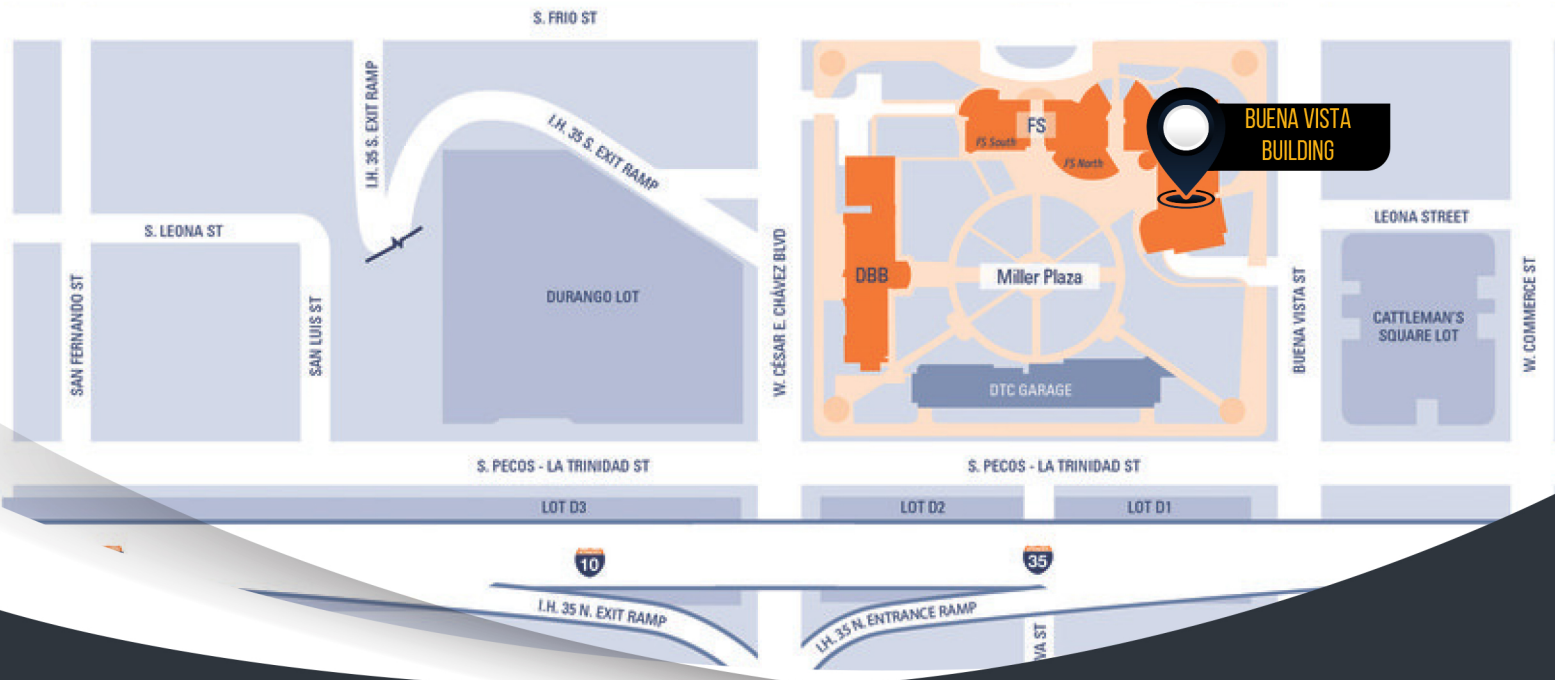 S. FRIO ST
I.H. 35 S. EXIT RAMP
I.H. 35 S. EXIT RAMP
FS
FS South
FS North
BUENA VISTA
BUILDING
S. LEONA ST
LEONA STREET
SAN FERNANDO ST
SAN LUIS ST
DURANGO LOT
W. CÉSAR E. CHÁVEZ BLVD
DBB
Miller Plaza
DTC GARAGE
BUENA VISTA ST
CATTLEMAN'S
SQUARE LOT
W. COMMERCE ST
N
S. PECOS - LA TRINIDAD ST
S. PECOS - LA TRINIDAD ST
LOT D3
LOT D2
LOT D1
10
35
I.H. 35 N. EXIT RAMP
I.H. 35 N. ENTRANCE RAMP
VA ST